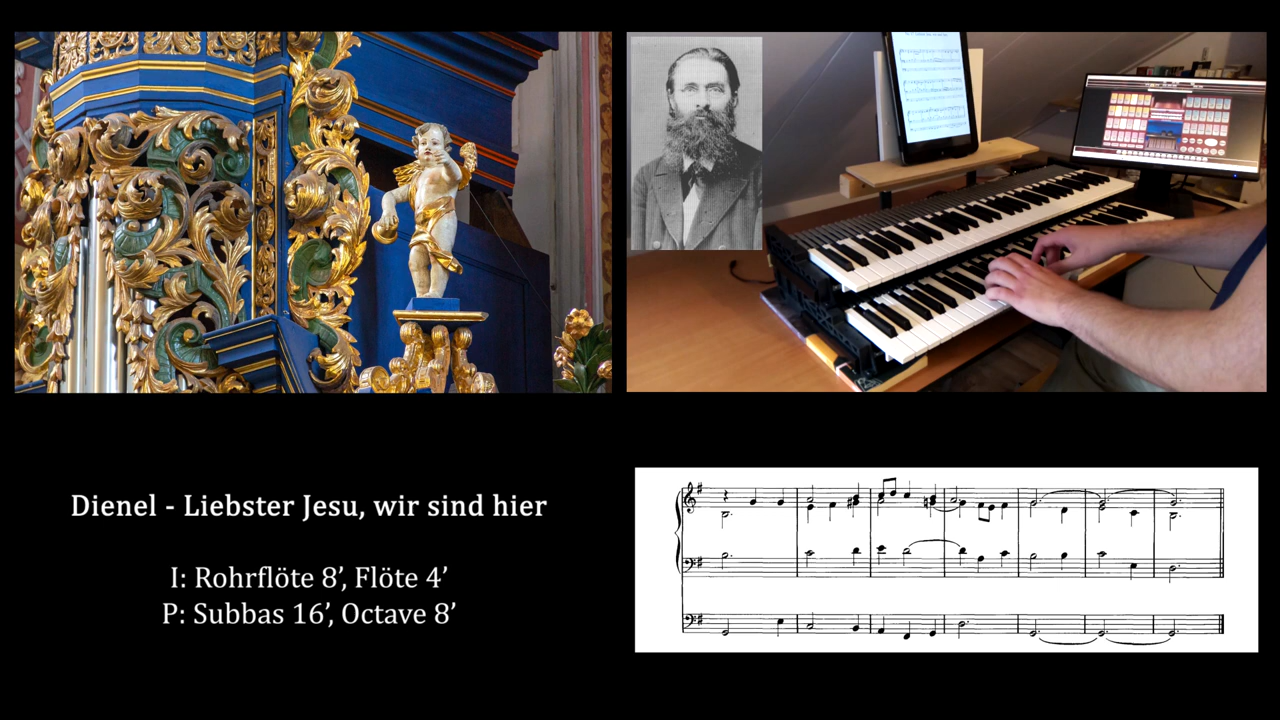 Dienel - Liebster Jesu, wir sind hier
I: Rohrflöte 8’, Flöte 4’
P: Subbas 16’, Octave 8’